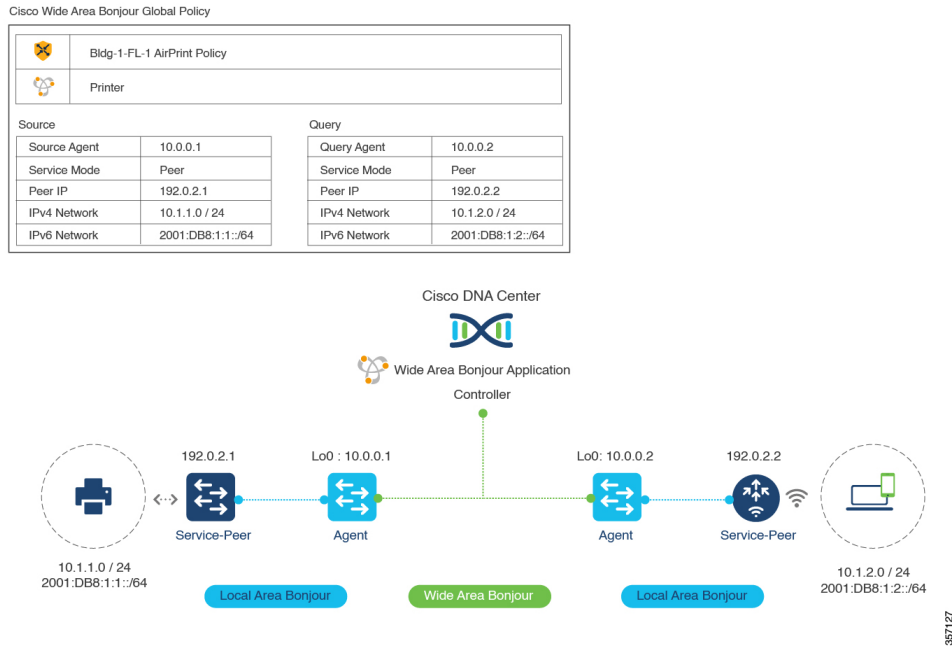 Cisco Wide Area Bonjour Global Policy
Bldg-1-FL-1 AirPrint Policy
Printer
Source
Source Agent 10.0.0.1
Service Mode Peer
Peer IP 192.0.2.1
IPv4 Network 10.1.1.0 / 24
IPv6 Network 2001:DB8:1:1::/64
Query
Query Agent 10.0.0.2
Service Mode Peer
Peer IP 192.0.2.2
IPv4 Network 10.1.2.0 / 24
IPv6 Network 2001:DB8:1:2::/64
Cisco DNA Center
Wide Area Bonjour Application
Controller
192.0.2.1
Lo0 : 10.0.0.1
Lo0: 10.0.0.2
192.0.2.2
Service-Peer
Agent
Agent
Service-Peer
10.1.1.0 / 24
2001:DB8:1:1::/64
10.1.2.0 / 24
2001:DB8:1:2::/64
Local Area Bonjour
Wide Area Bonjour
Local Area Bonjour
357127